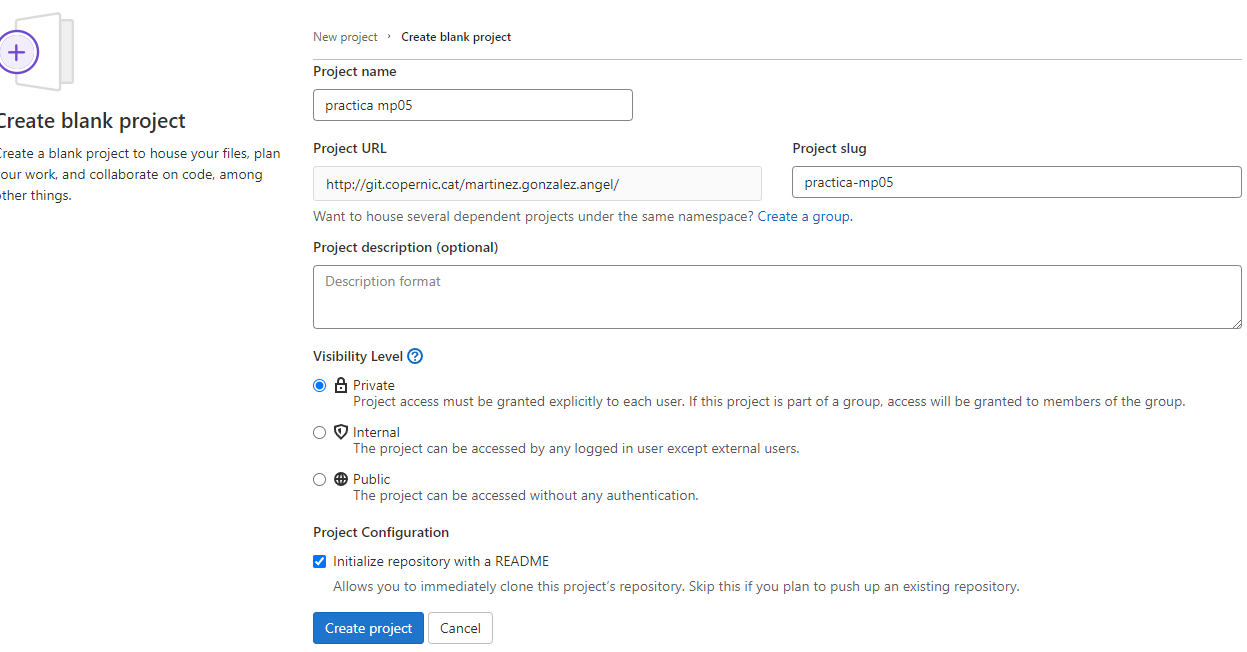 New project › Create blank project
Project name
practica mp05
Create blank project
Create a blank project to house your files, plan
your work, and collaborate on code, among
other things.
Project URL
http://git.copernic.cat/martinez.gonzalez.angel/
Project slug
practica-mp05
Want to house several dependent projects under the same namespace? Create a group.
Project description (optional)
Description format
Visibility Level ?
Private
Project access must be granted explicitly to each user. If this project is part of a group, access will be granted to members of the group.
Internal
The project can be accessed by any logged in user except external users.
Public
The project can be accessed without any authentication.
Project Configuration
Initialize repository with a README
Allows you to immediately clone this project's repository. Skip this if you plan to push up an existing repository.
Create project Cancel